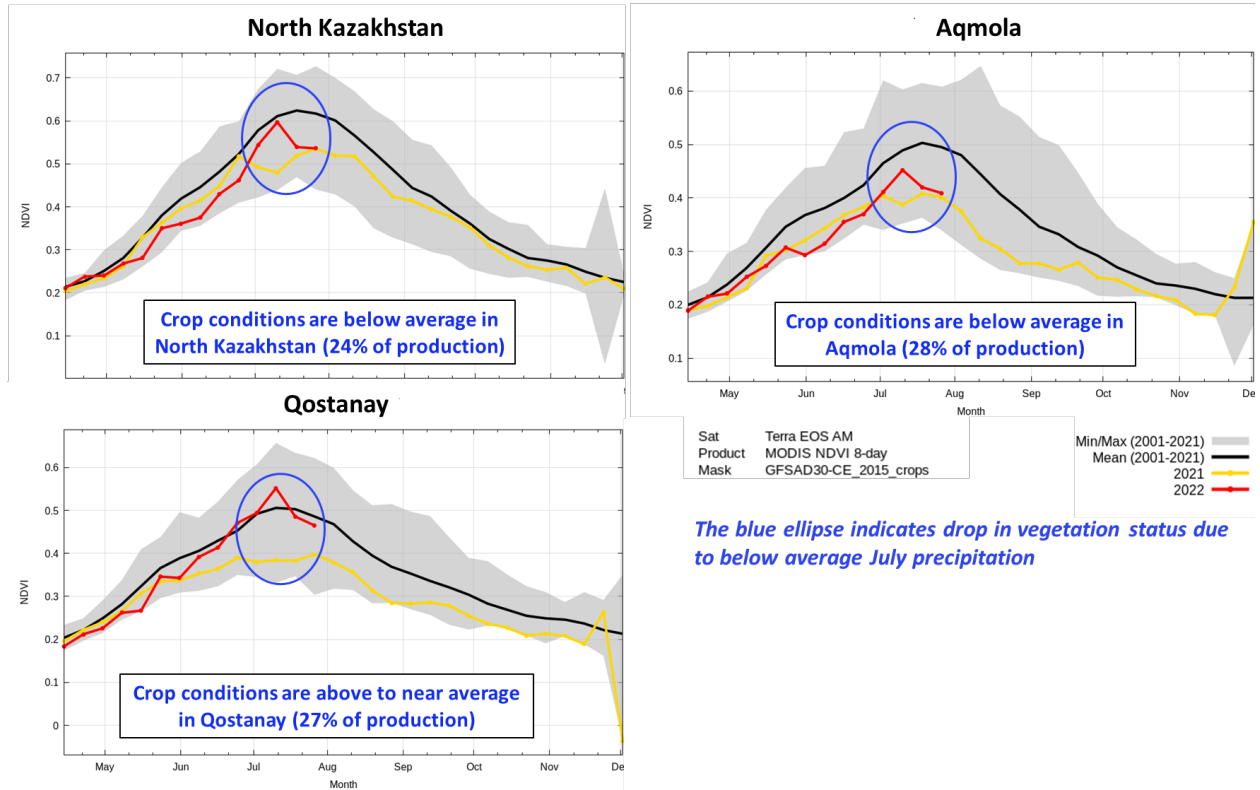 North Kazakhstan
0.7
0.6
0.5
0.4
0.3
0.2
0.1
NDVI
Crop conditions are below average in
North Kazakhstan (24% of production)
Aqmola
0.6
0.5
0.4
0.3
0.2
0.1
NDVI
Crop conditions are below average in
Aqmola (28% of production)
May Jun Jul Aug Sep Oct Nov De
Month
Qostanay
0.6
0.5
0.4
0.3
0.2
0.1
0
NDVI
Crop conditions are above to near average
in Qostanay (27% of production)
May Jun Jul Aug Sep Oct Nov De
Month
Sat Terra EOS AM
Product MODIS NDVI 8-day
Mask GFSAD30-CE_2015_crops
Min/Max (2001-2021)
Mean (2001-2021)
2021
2022
The blue ellipse indicates drop in vegetation status due
to below average July precipitation